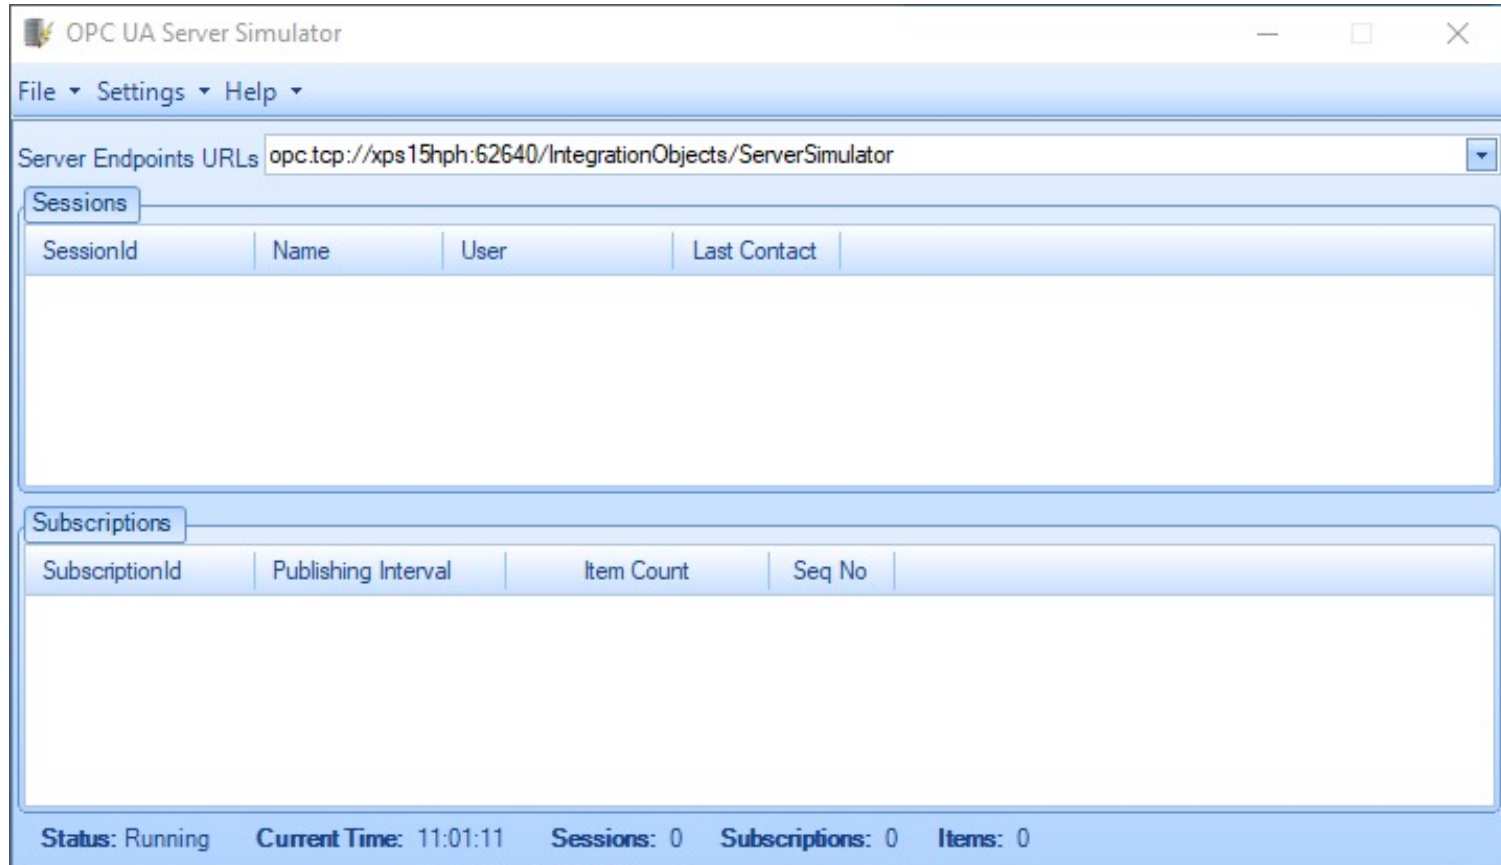 OPC UA Server Simulator
File Settings Help
Server Endpoints URLs opc.tcp://xps15hph:62640/IntegrationObjects/ServerSimulator
Sessions
SessionId Name User Last Contact
Subscriptions
SubscriptionId Publishing Interval Item Count Seq No
Status: Running Current Time: 11:01:11 Sessions: 0 Subscriptions: 0 Items: 0